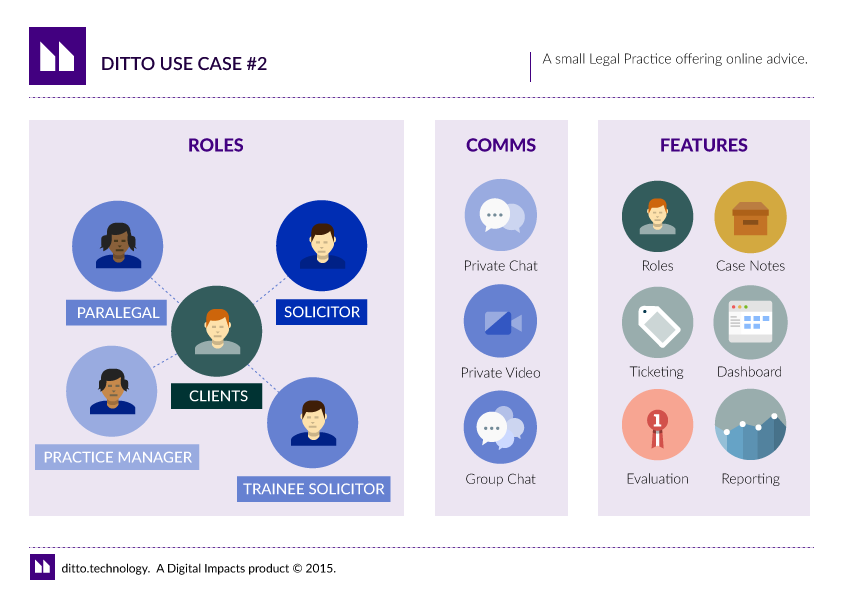 DITTO USE CASE #2
A small Legal Practice offering online advice.
ROLES
PARALEGAL
SOLICITOR
CLIENTS
PRACTICE MANAGER
TRAINEE SOLICITOR
COMMS
Private Chat
Private Video
Group Chat
FEATURES
Roles
Case Notes
Ticketing
Dashboard
1
Evaluation
Reporting
ditto.technology. A Digital Impacts product © 2015.